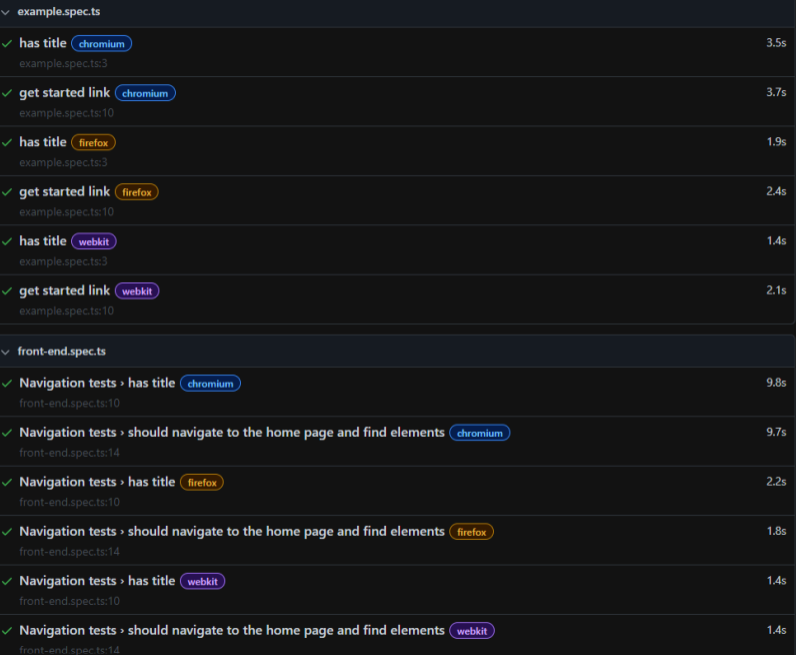 example.spec.ts
has title chromium 3.5s
example.spec.ts:3
get started link chromium 3.7s
example.spec.ts:10
has title firefox 1.9s
example.spec.ts:3
get started link firefox 2.4s
example.spec.ts:10
has title webkit 1.4s
example.spec.ts:3
get started link webkit 2.1s
example.spec.ts:10
front-end.spec.ts
Navigation tests › has title chromium 9.8s
front-end.spec.ts:10
Navigation tests › should navigate to the home page and find elements chromium 9.7s
front-end.spec.ts:14
Navigation tests › has title firefox 2.2s
front-end.spec.ts:10
Navigation tests › should navigate to the home page and find elements firefox 1.8s
front-end.spec.ts:14
Navigation tests › has title webkit 1.4s
front-end.spec.ts:10
Navigation tests › should navigate to the home page and find elements webkit 1.4s
front-end.spec.ts:14